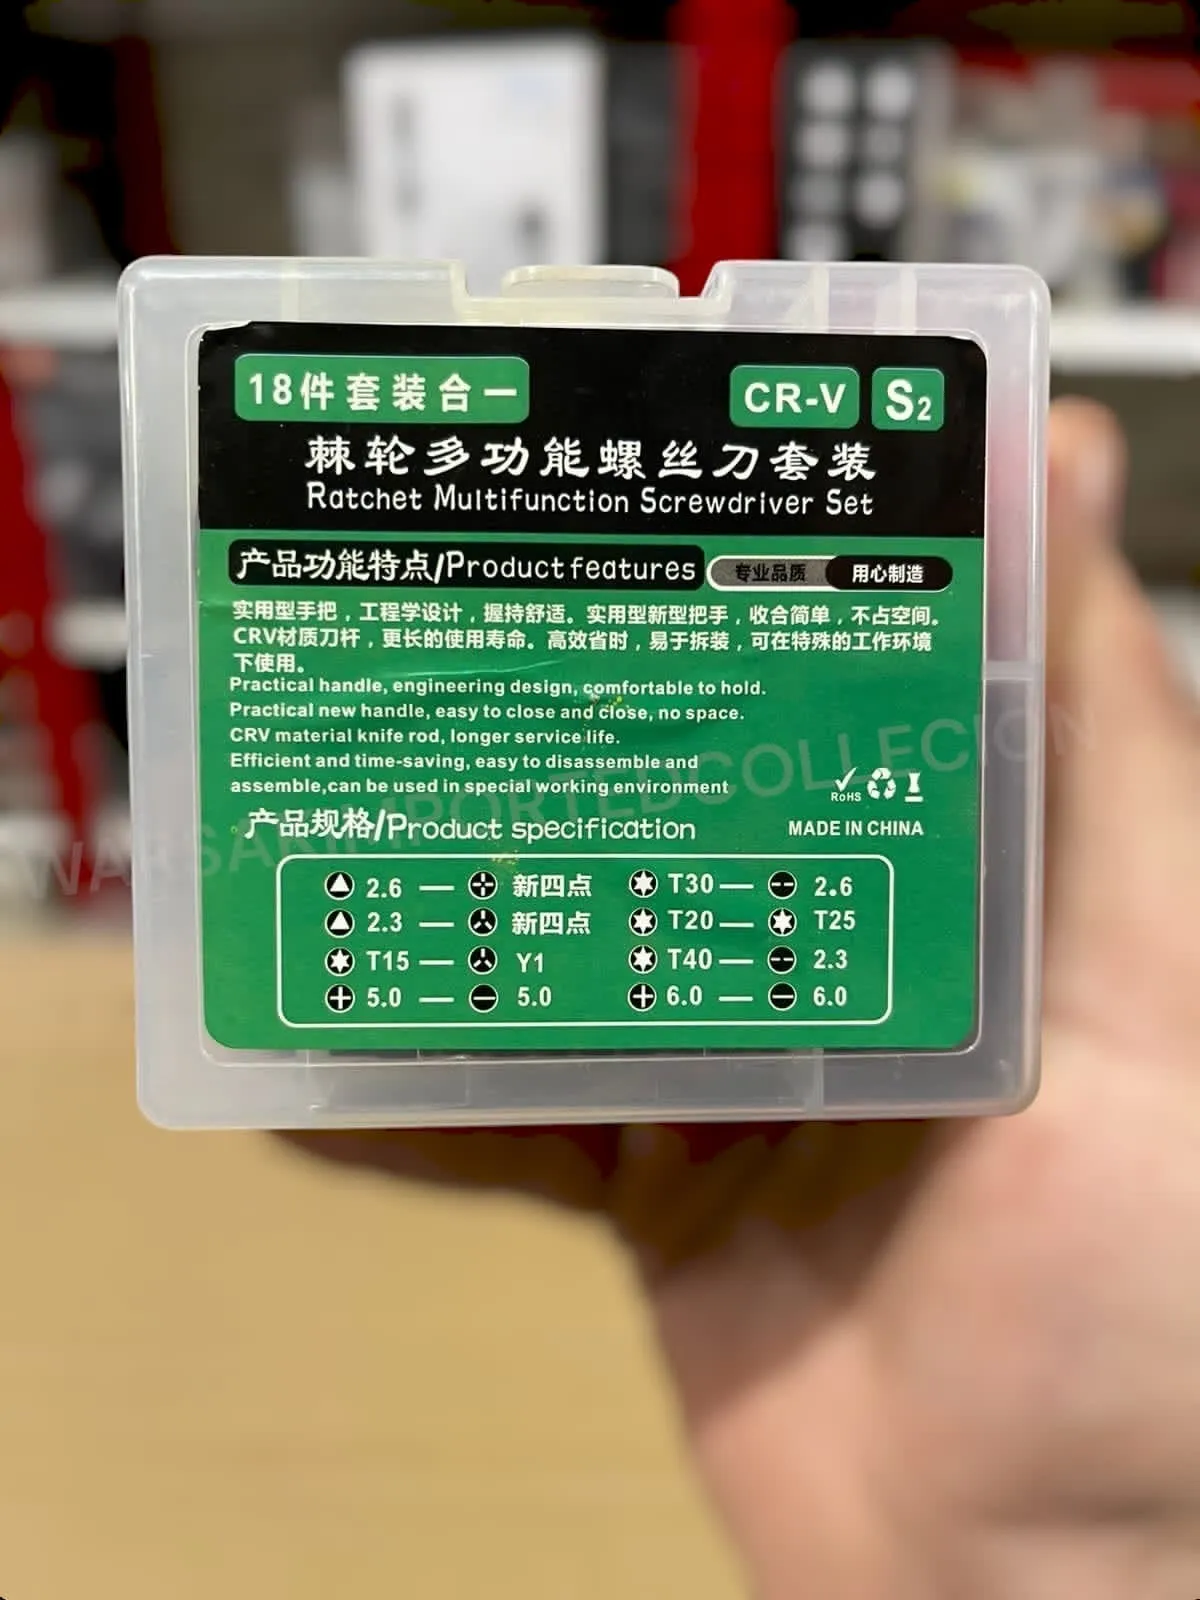 18件套装合一
CR-V S2
棘轮多功能螺丝刀套装
Ratchet Multifunction Screwdriver Set
产品功能特点/Product features
专业品质 用心制造
实用型手把，工程学设计，握持舒适。实用型新型把手，收合简单，不占空间。
CRV材质刀杆，更长的使用寿命。高效省时，易于拆装，可在特殊的工作环境
下使用。
Practical handle, engineering design, comfortable to hold.
Practical new handle, easy to close and close, no space.
CRV material knife rod, longer service life.
Efficient and time-saving, easy to disassemble and
assemble,can be used in special working environment
RoHS
产品规格/Product specification
MADE IN CHINA
2.6 — 新四点 T30 — 2.6
2.3 — 新四点 T20 — T25
T15 — Y1 T40 — 2.3
5.0 — 5.0 6.0 — 6.0